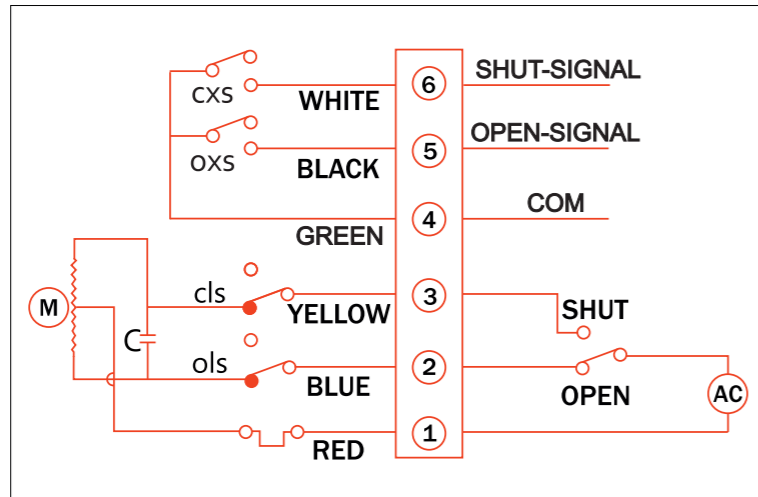 cxs
WHITE
6
SHUT-SIGNAL
oxs
BLACK
5
OPEN-SIGNAL
GREEN
4
COM
M
C
cls
YELLOW
3
SHUT
ols
BLUE
2
OPEN
AC
RED
1